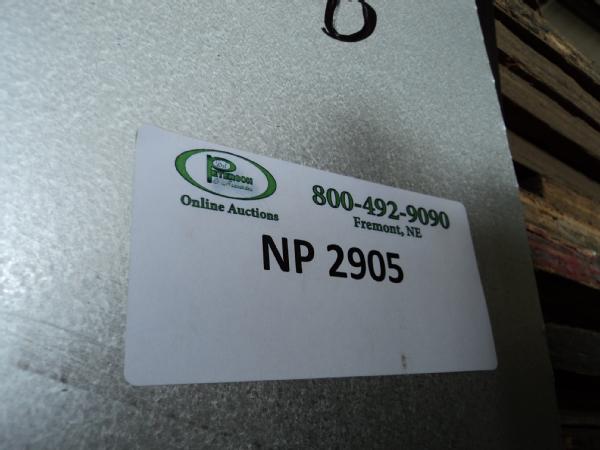 PETERSON
Online Auctions
800-492-9090
Fremont, NE
NP 2905